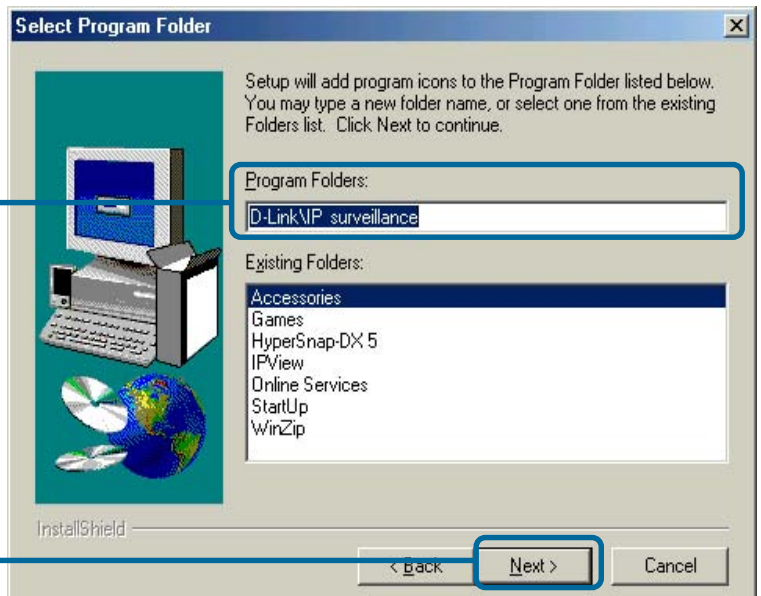 Select Program Folder
Setup will add program icons to the Program Folder listed below.
You may type a new folder name, or select one from the existing
Folders list. Click Next to continue.
Program Folders:
D-Link\IP surveillance
Existing Folders:
Accessories
Games
HyperSnap-DX 5
IPView
Online Services
StartUp
WinZip
InstallShield
< Back Next > Cancel